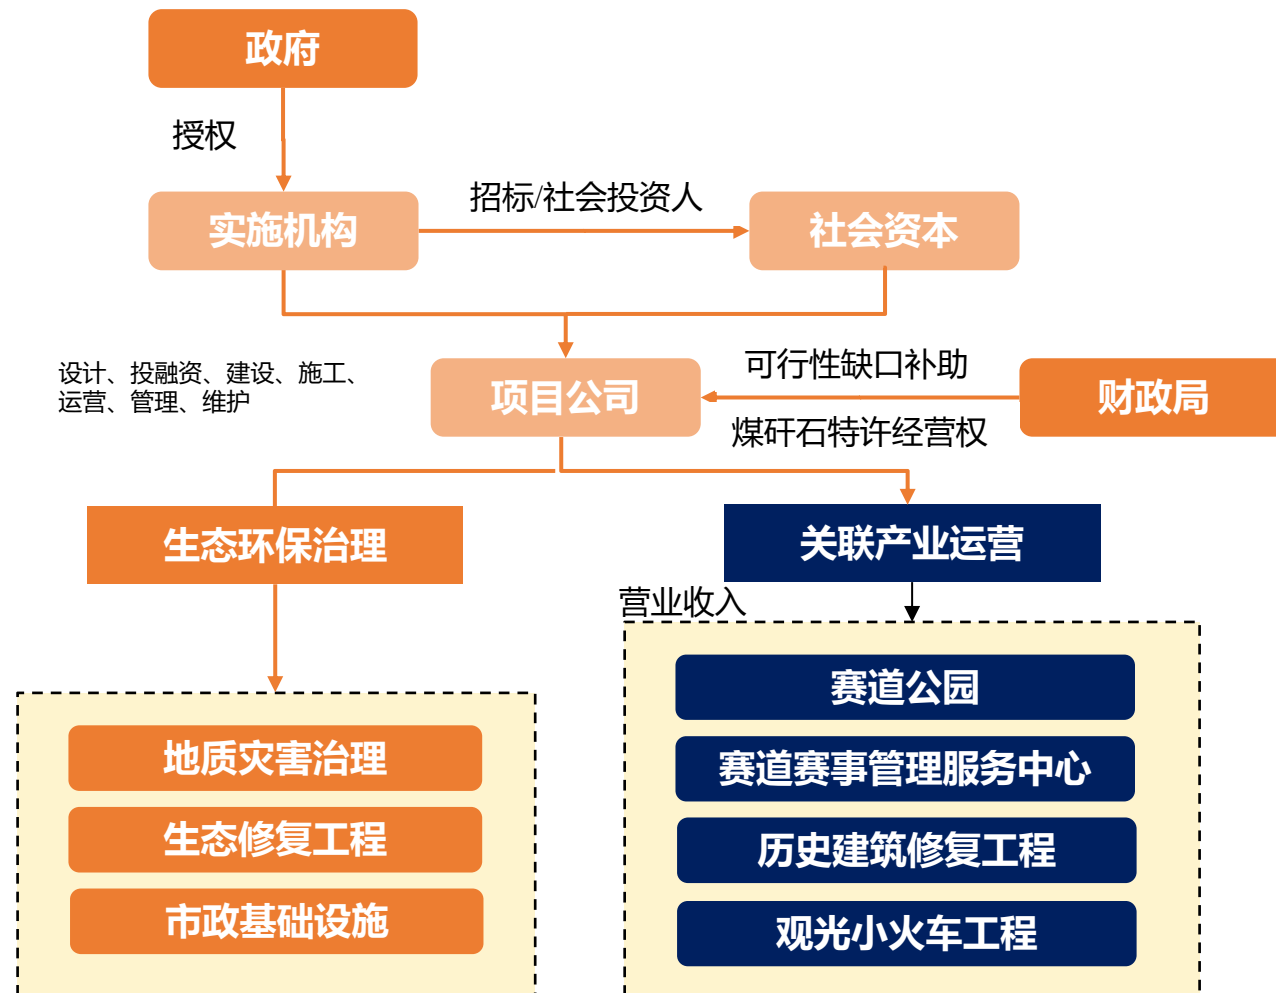 政府
授权
招标/社会投资人
实施机构
社会资本
设计、投融资、建设、施工、
运营、管理、维护
项目公司
可行性缺口补助
煤矸石特许经营权
财政局
生态环保治理
关联产业运营
营业收入
地质灾害治理
生态修复工程
市政基础设施
赛道公园
赛道赛事管理服务中心
历史建筑修复工程
观光小火车工程